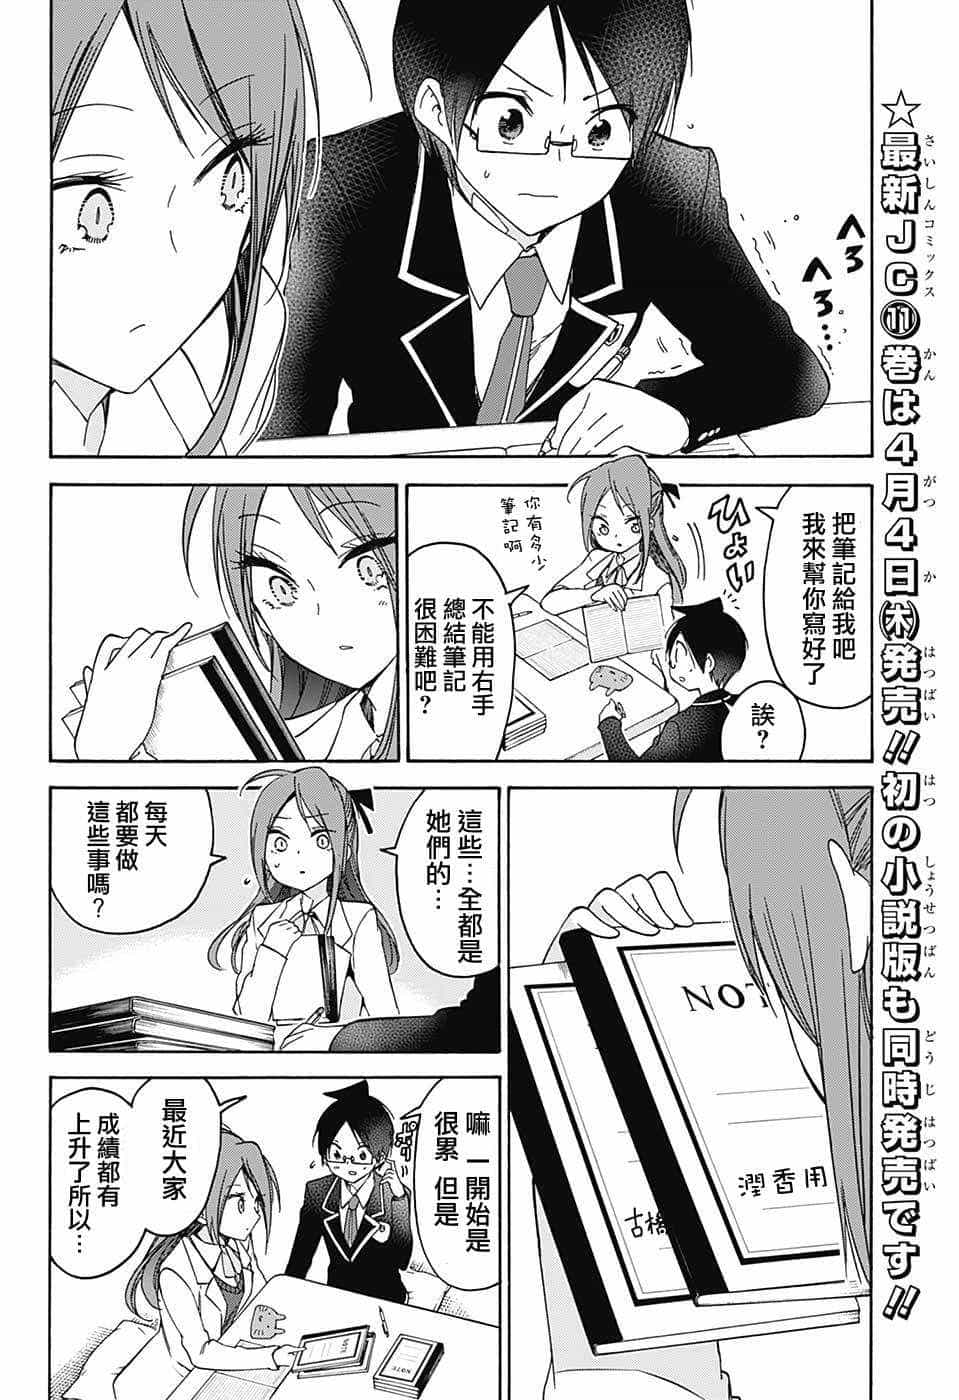 ☆最新JC⑪巻は4月4日㊍発売!!初の小説版も同時発売です!!
さいしんコミックス
かん
がつ
か
はつばい
はつ
しょうせつばん
どうじ
はつばい
へろ
へろ…
把筆記給我吧
我來幫你寫好了
誒?
ひょい
你有多少
筆記啊
不能用右手
總結筆記
很困難吧?
NOT
潤香用
古橋
這些…全都是
她們的…
每天
都要做
這些事嗎?
嘛 一開始是
很累 但是
最近大家
成績都有
上升了所以…
NOTE